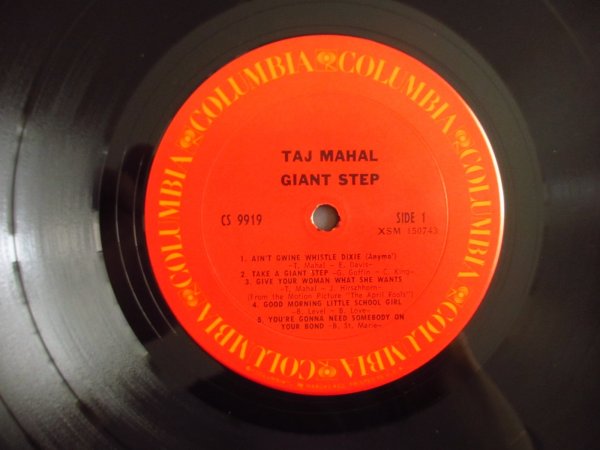 COLUMBIA COLUMBIA COLUMBIA COLUMBIA COLUMBIA COLUMBIA
TAJ MAHAL
GIANT STEP
CS 9919
SIDE 1
XSM 150743
1. AIN'T GWINE WHISTLE DIXIE (Anymo')
–T. Mahal – E. Davis–
2. TAKE A GIANT STEP –G. Goffin – C. King–
3. GIVE YOUR WOMAN WHAT SHE WANTS
–T. Mahal – J. Hirschhorn–
(From the Motion Picture "The April Fools")
4. GOOD MORNING LITTLE SCHOOL GIRL
–B. Level – B. Love–
5. YOU'RE GONNA NEED SOMEBODY ON
YOUR BOND –B. St. Marie–